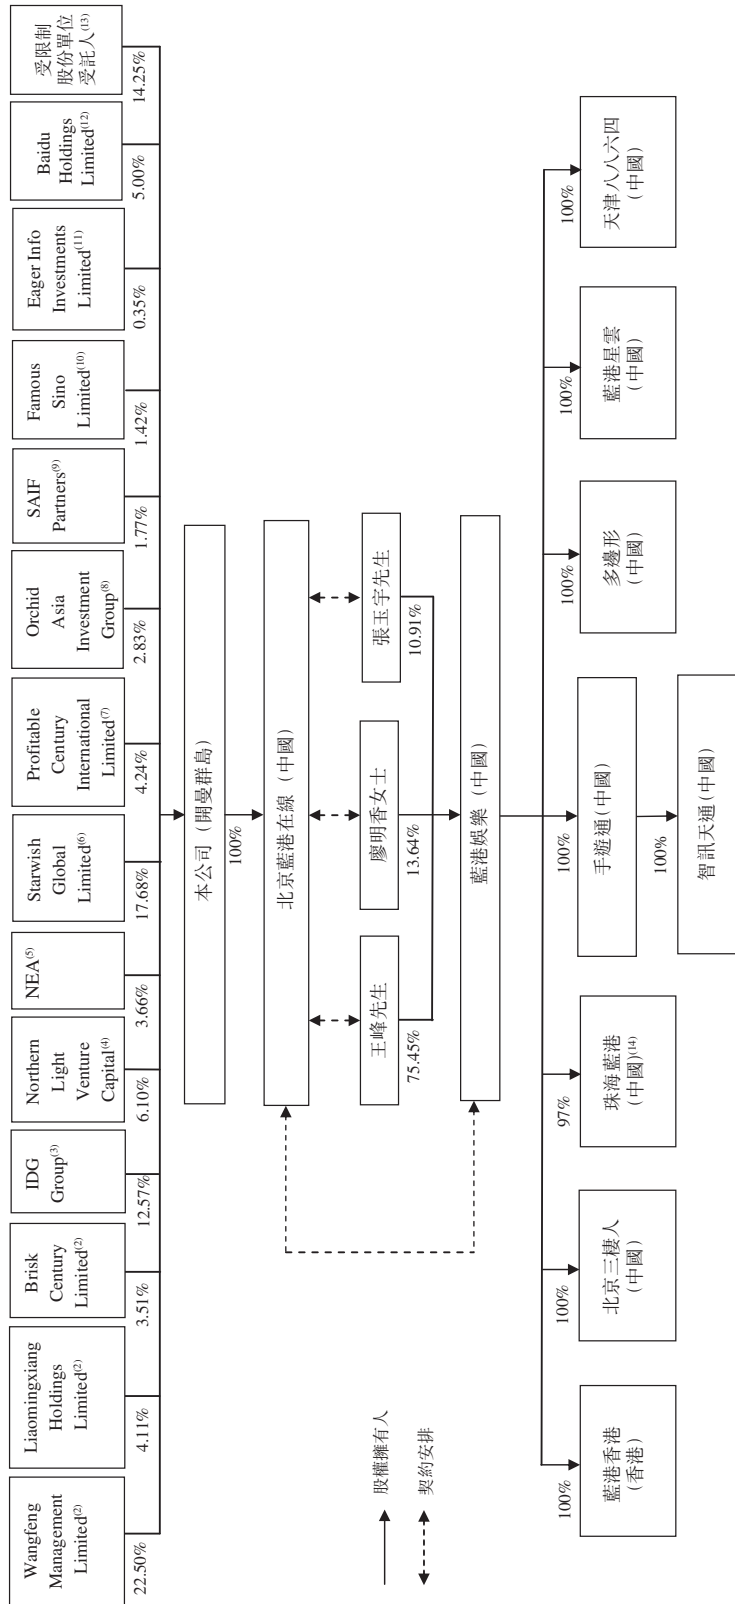 Wangfeng
Management
Limited(2)
22.50%
Liaomingxiang
Holdings
Limited(2)
4.11%
Brisk
Century
Limited(2)
3.51%
IDG
Group(3)
12.57%
Northern
Light
Venture
Capital(4)
6.10%
NEA(5)
3.66%
Starwish
Global
Limited(6)
17.68%
Profitable
Century
International
Limited(7)
4.24%
Orchid
Asia
Investment
Group(8)
2.83%
SAIF
Partners(9)
1.77%
Famous
Sino
Limited(10)
1.42%
Eager Info
Investments
Limited(11)
0.35%
Baidu
Holdings
Limited(12)
5.00%
受限制
股份單位
受託人(13)
14.25%
本公司（開曼群島）
100%
北京藍港在線（中國）
王峰先生
75.45%
廖明香女士
13.64%
張玉宇先生
10.91%
藍港娛樂（中國）
股權擁有人
契約安排
100%
藍港香港
（香港）
100%
北京三棲人
（中國）
97%
珠海藍港
（中國）(14)
100%
手遊通(中國)
100%
多邊形
（中國）
100%
藍港星雲
（中國）
100%
天津八八六四
（中國）
100%
智訊天通(中國)